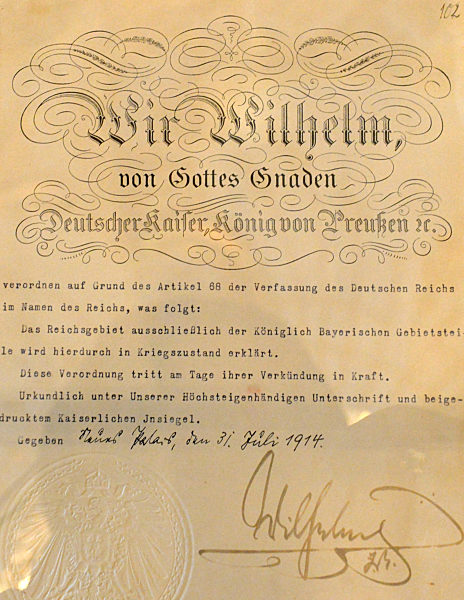 102
Wir Wilhelm,
von Gottes Gnaden
Deutscher Kaiser, König von Preußen ꝛc.
verordnen auf Grund des Artikel 68 der Verfassung des Deutschen Reichs
im Namen des Reichs, was folgt:
Das Reichsgebiet ausschließlich der Königlich Bayerischen Gebietstei-
le wird hierdurch in Kriegszustand erklärt.
Diese Verordnung tritt am Tage ihrer Verkündung in Kraft.
Urkundlich unter Unserer Höchsteigenhändigen Unterschrift und beige-
drucktem Kaiserlichen Jnsiegel.
Gegeben Neues Palais, den 31. Juli 1914.
Wilhelm
I.R.